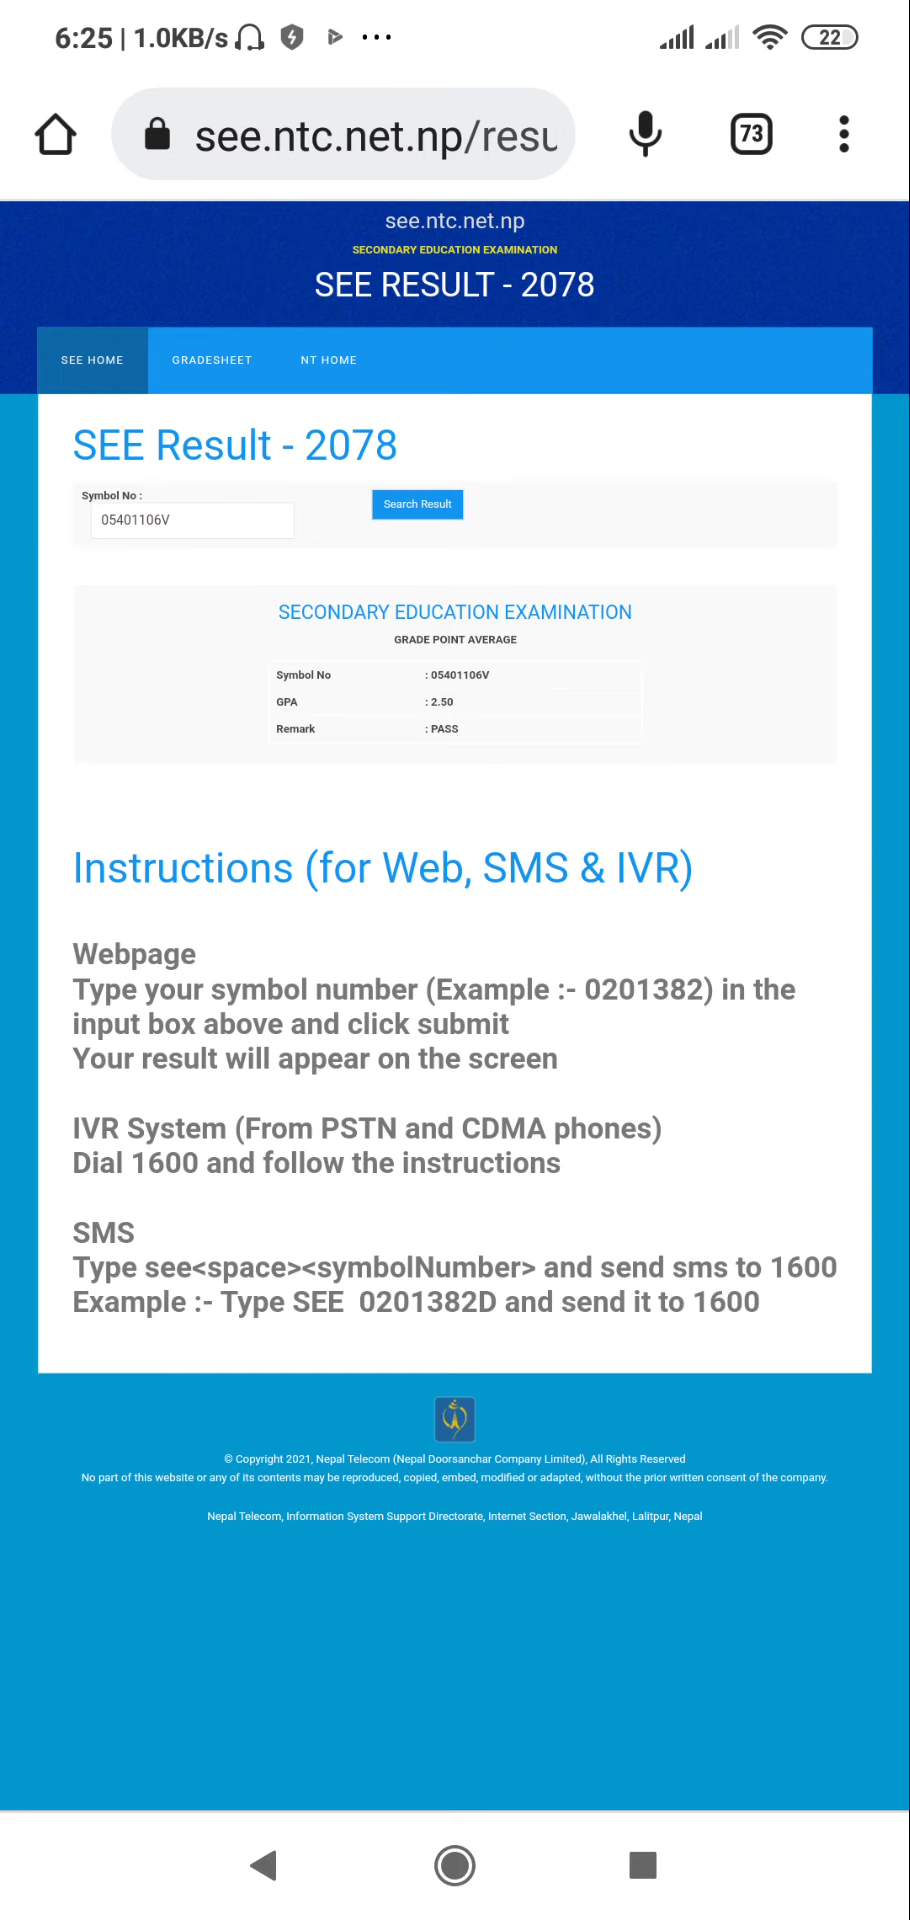 6:25 | 1.0KB/s ...
22
see.ntc.net.np/resu
73
see.ntc.net.np
SECONDARY EDUCATION EXAMINATION
SEE RESULT - 2078
SEE HOME GRADESHEET NT HOME
SEE Result - 2078
Symbol No :
Search Result
05401106V
SECONDARY EDUCATION EXAMINATION
GRADE POINT AVERAGE
Symbol No : 05401106V
GPA : 2.50
Remark : PASS
Instructions (for Web, SMS & IVR)
Webpage
Type your symbol number (Example :- 0201382) in the
input box above and click submit
Your result will appear on the screen
IVR System (From PSTN and CDMA phones)
Dial 1600 and follow the instructions
SMS
Type see<space><symbolNumber> and send sms to 1600
Example :- Type SEE 0201382D and send it to 1600
© Copyright 2021, Nepal Telecom (Nepal Doorsanchar Company Limited), All Rights Reserved
No part of this website or any of its contents may be reproduced, copied, embed, modified or adapted, without the prior written consent of the company.
Nepal Telecom, Information System Support Directorate, Internet Section, Jawalakhel, Lalitpur, Nepal